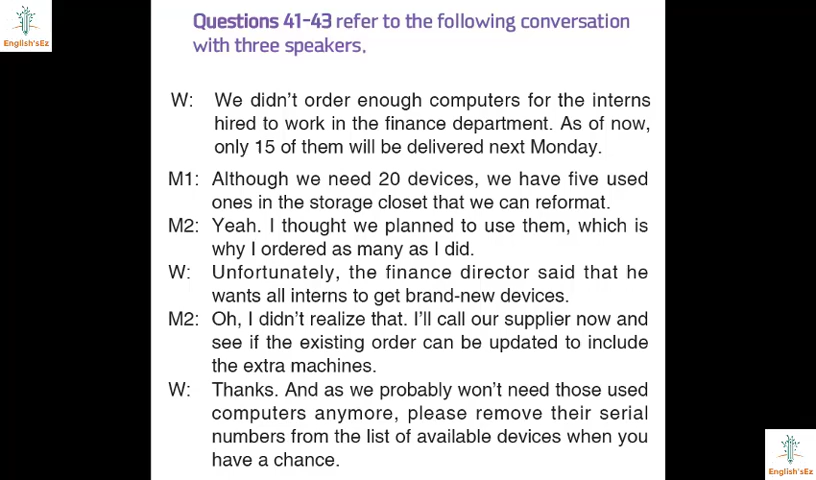 English'sEz
Questions 41-43 refer to the following conversation
with three speakers.
W: We didn't order enough computers for the interns
hired to work in the finance department. As of now,
only 15 of them will be delivered next Monday.
M1: Although we need 20 devices, we have five used
ones in the storage closet that we can reformat.
M2: Yeah. I thought we planned to use them, which is
why I ordered as many as I did.
W: Unfortunately, the finance director said that he
wants all interns to get brand-new devices.
M2: Oh, I didn't realize that. I'll call our supplier now and
see if the existing order can be updated to include
the extra machines.
W: Thanks. And as we probably won't need those used
computers anymore, please remove their serial
numbers from the list of available devices when you
have a chance.
English'sEz